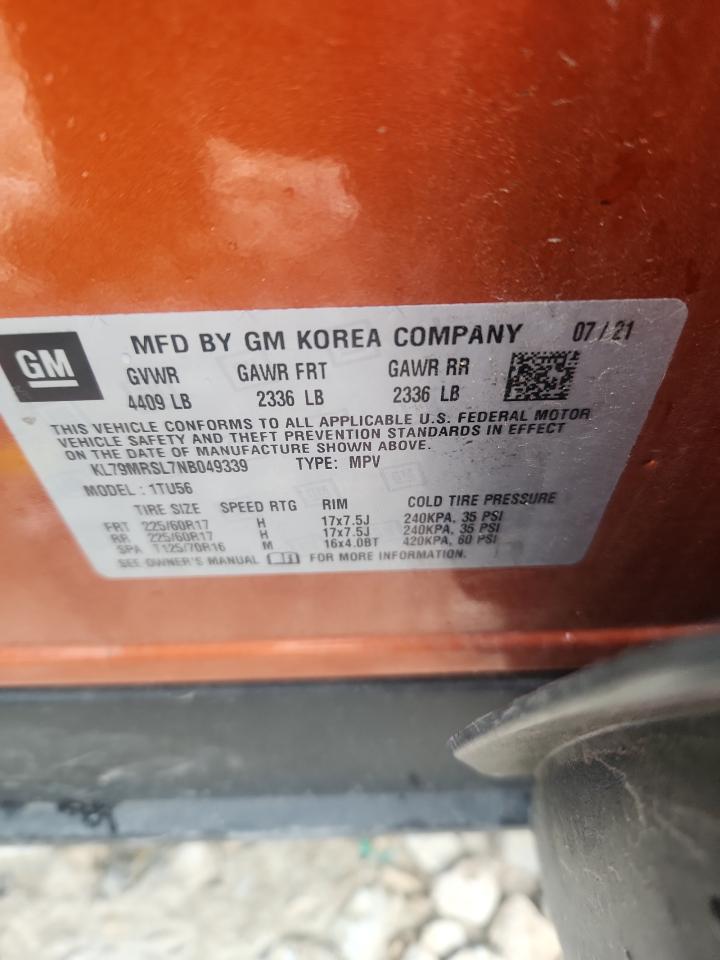 GM
MFD BY GM KOREA COMPANY 07/21
GVWR GAWR FRT GAWR RR
4409 LB 2336 LB 2336 LB
THIS VEHICLE CONFORMS TO ALL APPLICABLE U.S. FEDERAL MOTOR
VEHICLE SAFETY AND THEFT PREVENTION STANDARDS IN EFFECT
ON THE DATE OF MANUFACTURE SHOWN ABOVE.
KL79MRSL7NB049339 TYPE: MPV
MODEL: 1TU56
TIRE SIZE SPEED RTG RIM COLD TIRE PRESSURE
FRT 225/60R17 H 17x7.5J 240KPA, 35 PSI
RR 225/60R17 H 17x7.5J 240KPA, 35 PSI
SPA T125/70R16 M 16x4.0BT 420KPA, 60 PSI
SEE OWNER'S MANUAL FOR MORE INFORMATION.